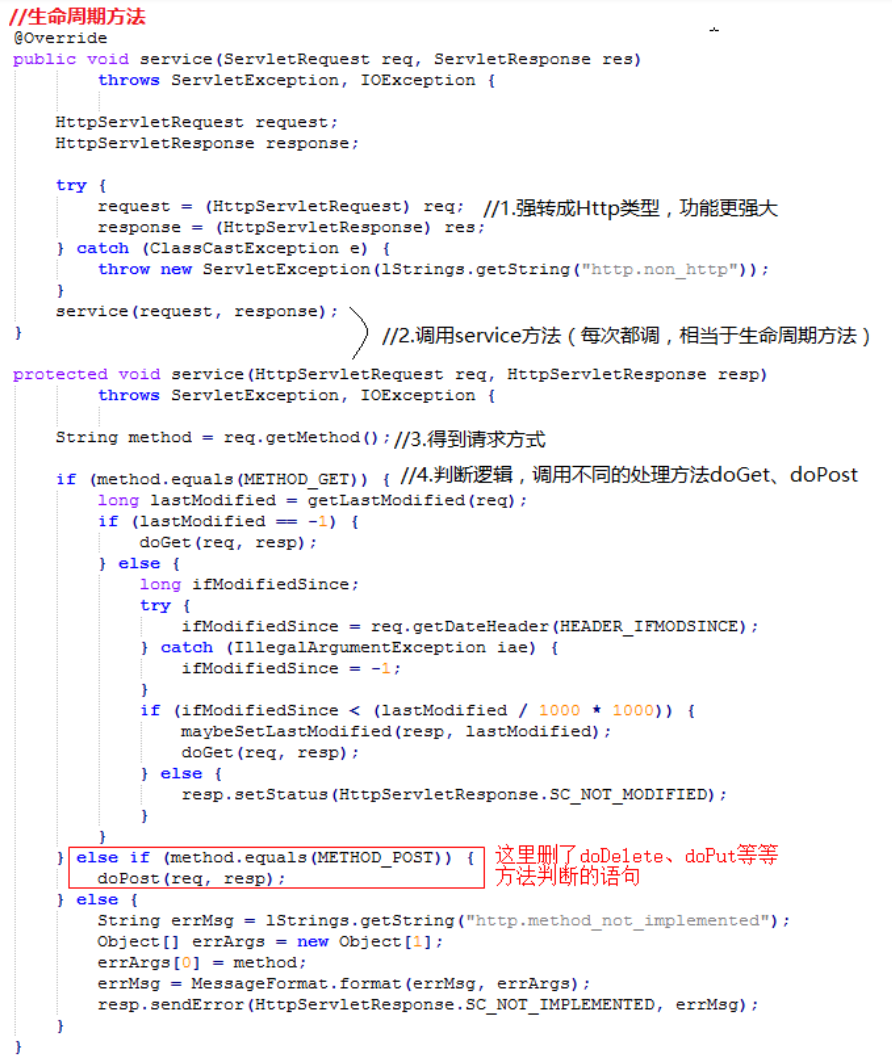 //生命周期方法
@Override
public void service(ServletRequest req, ServletResponse res)
        throws ServletException, IOException {

    HttpServletRequest request;
    HttpServletResponse response;

    try {
        request = (HttpServletRequest) req; //1.强转成Http类型，功能更强大
        response = (HttpServletResponse) res;
    } catch (ClassCastException e) {
        throw new ServletException(lStrings.getString("http.non_http"));
    }
    service(request, response);
} //2.调用service方法（每次都调，相当于生命周期方法）

protected void service(HttpServletRequest req, HttpServletResponse resp)
        throws ServletException, IOException {

    String method = req.getMethod(); //3.得到请求方式

    if (method.equals(METHOD_GET)) { //4.判断逻辑，调用不同的处理方法doGet、doPost
        long lastModified = getLastModified(req);
        if (lastModified == -1) {
            doGet(req, resp);
        } else {
            long ifModifiedSince;
            try {
                ifModifiedSince = req.getDateHeader(HEADER_IFMODSINCE);
            } catch (IllegalArgumentException iae) {
                ifModifiedSince = -1;
            }
            if (ifModifiedSince < (lastModified / 1000 * 1000)) {
                maybeSetLastModified(resp, lastModified);
                doGet(req, resp);
            } else {
                resp.setStatus(HttpServletResponse.SC_NOT_MODIFIED);
            }
        }
    } else if (method.equals(METHOD_POST)) { 这里删了doDelete、doPut等等
        doPost(req, resp); 方法判断的语句
    } else {
        String errMsg = lStrings.getString("http.method_not_implemented");
        Object[] errArgs = new Object[1];
        errArgs[0] = method;
        errMsg = MessageFormat.format(errMsg, errArgs);
        resp.sendError(HttpServletResponse.SC_NOT_IMPLEMENTED, errMsg);
    }
}